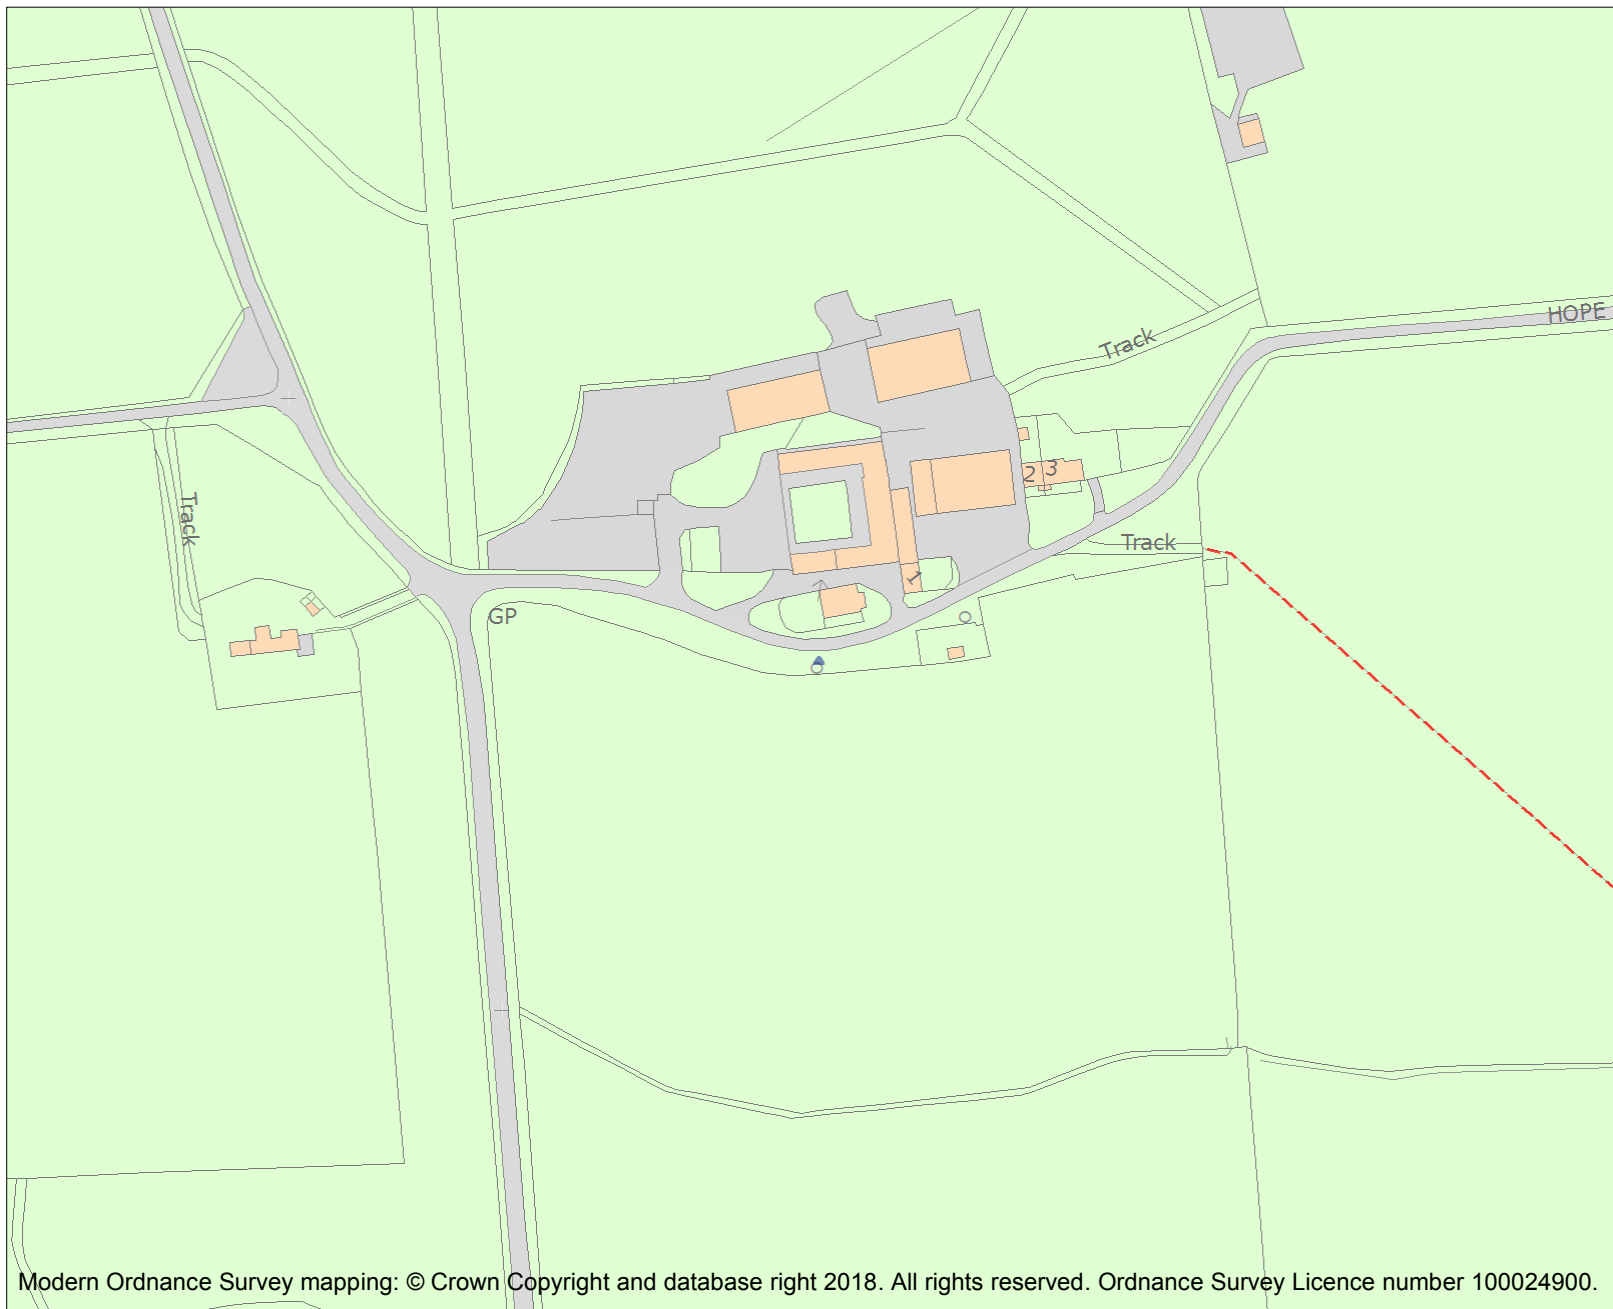 HOPE
Track
2 3
Track
Track
1
GP
Modern Ordnance Survey mapping: © Crown Copyright and database right 2018. All rights reserved. Ordnance Survey Licence number 100024900.